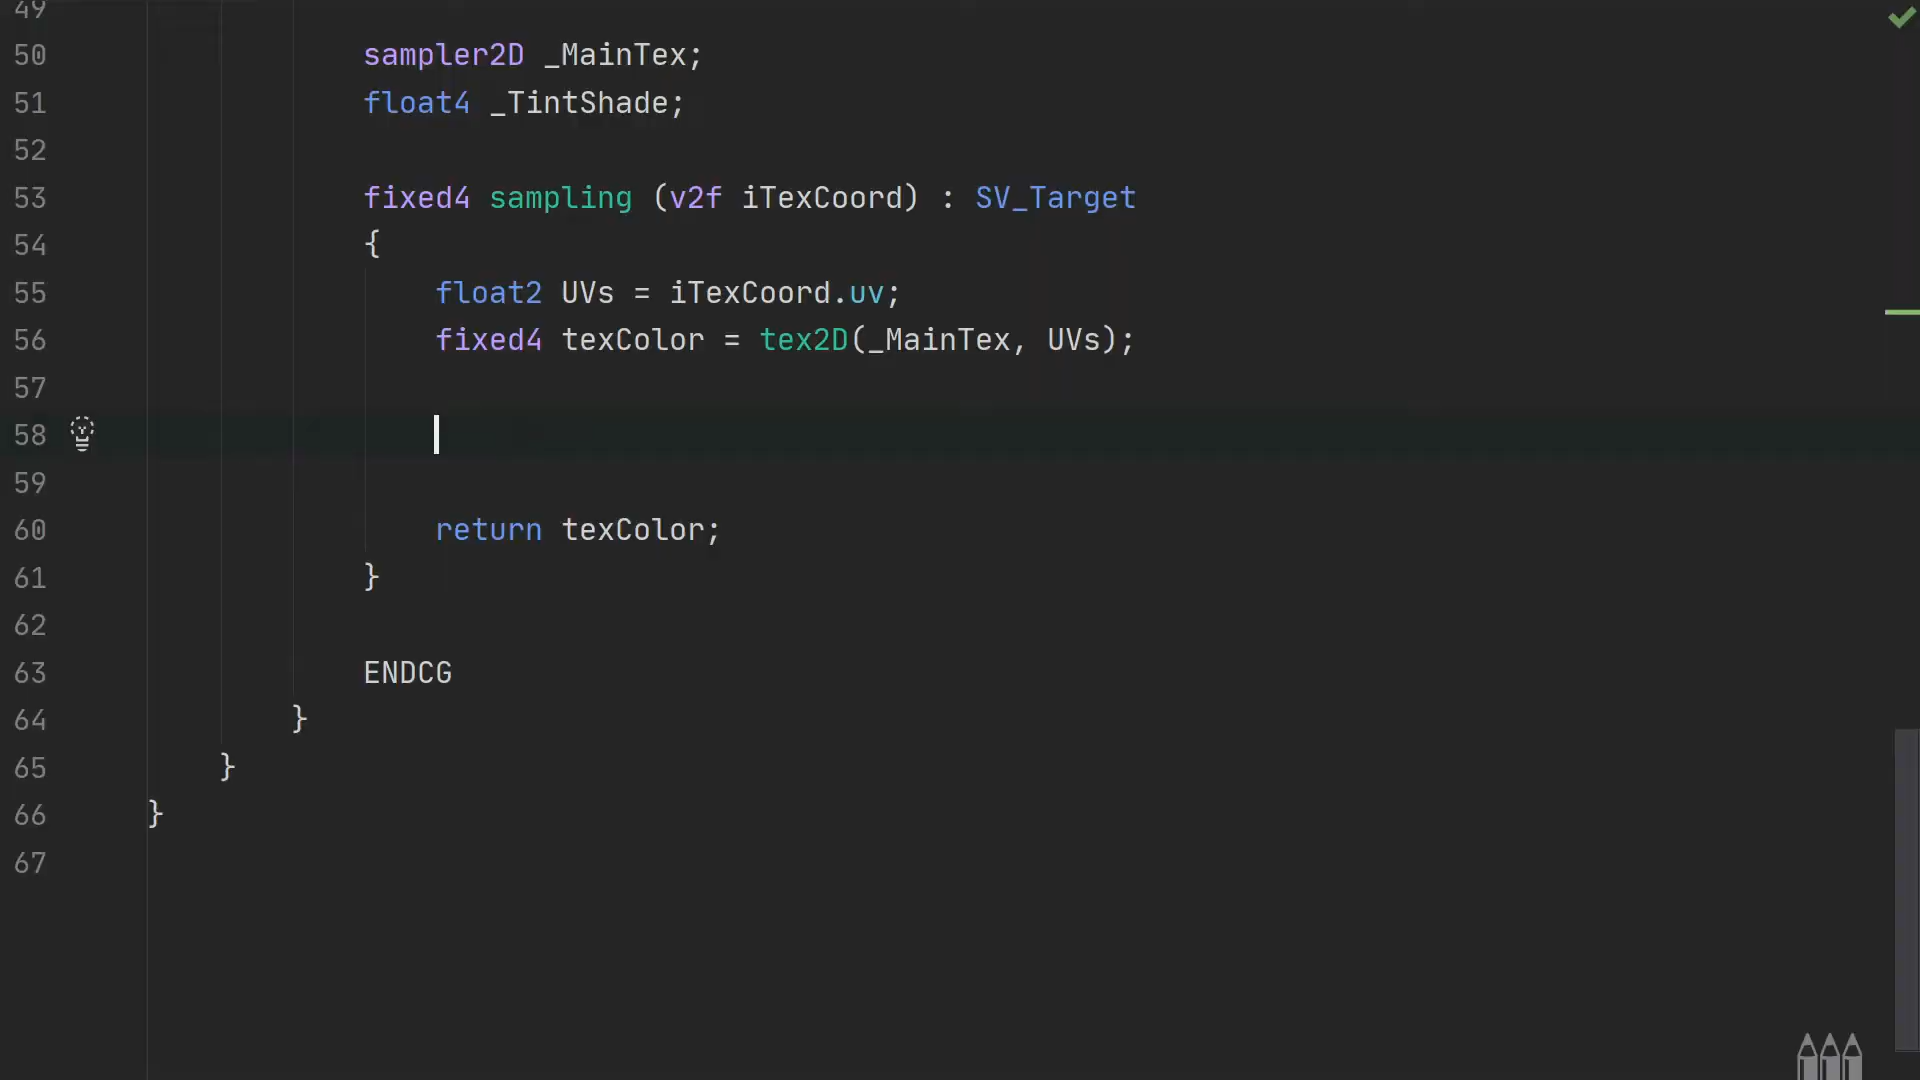 49
50 sampler2D _MainTex;
51 float4 _TintShade;
52
53 fixed4 sampling (v2f iTexCoord) : SV_Target
54 {
55 float2 UVs = iTexCoord.uv;
56 fixed4 texColor = tex2D(_MainTex, UVs);
57
58
59
60 return texColor;
61 }
62
63 ENDCG
64 }
65 }
66 }
67